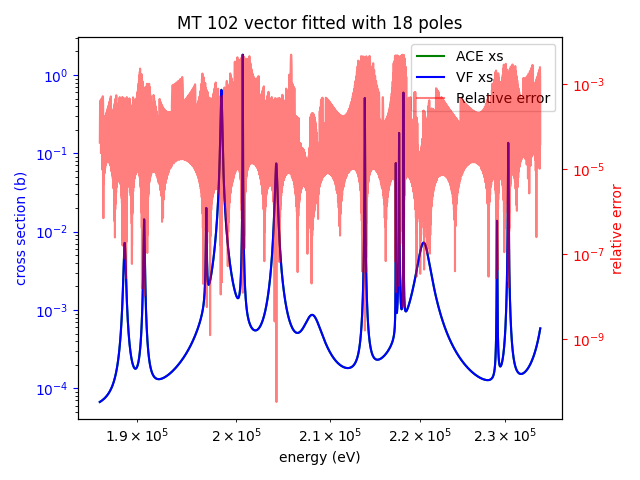 MT 102 vector fitted with 18 poles
ACE xs
VF xs
Relative error
cross section (b)
10⁰
10⁻¹
10⁻²
10⁻³
10⁻⁴
10⁻³
10⁻⁵
10⁻⁷
10⁻⁹
relative error
1.9 × 10⁵ 2 × 10⁵ 2.1 × 10⁵ 2.2 × 10⁵ 2.3 × 10⁵
energy (eV)